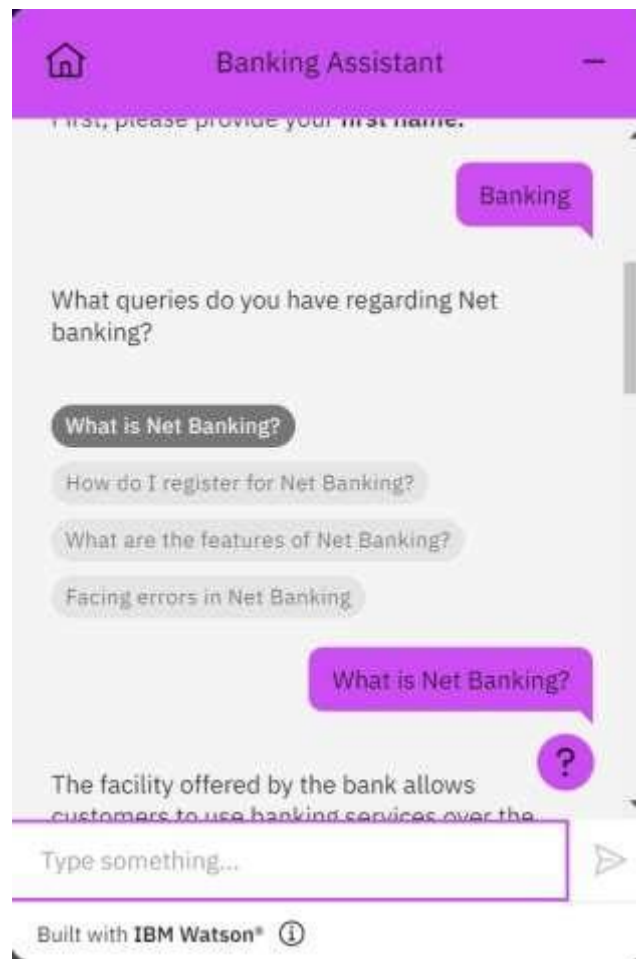 Banking Assistant
First, please provide your first name.
Banking
What queries do you have regarding Net
banking?
What is Net Banking?
How do I register for Net Banking?
What are the features of Net Banking?
Facing errors in Net Banking
What is Net Banking?
?
The facility offered by the bank allows
customers to use banking services over the
Type something...
Built with IBM Watson®